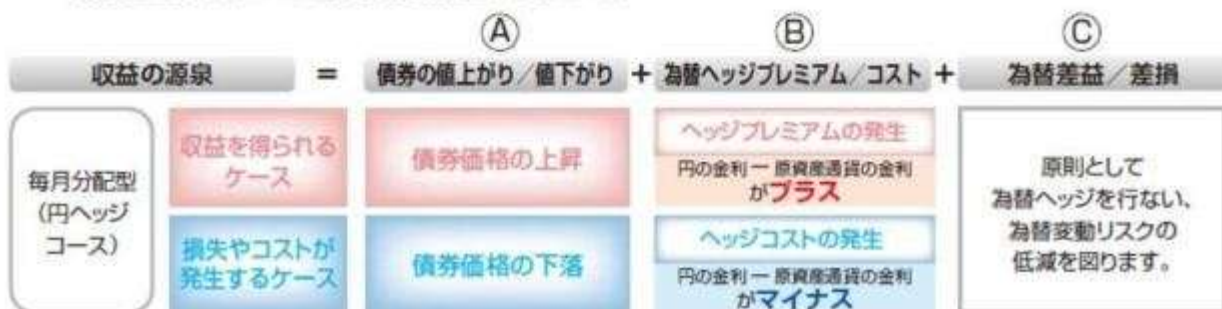 Ⓐ Ⓑ Ⓒ
収益の源泉 = 債券の値上がり/値下がり + 為替ヘッジプレミアム/コスト + 為替差益/差損
毎月分配型
(円ヘッジ
コース)
収益を得られる
ケース
債券価格の上昇
ヘッジプレミアムの発生
円の金利 ー 原資産通貨の金利
がプラス
損失やコストが
発生するケース
債券価格の下落
ヘッジコストの発生
円の金利 ー 原資産通貨の金利
がマイナス
原則として
為替ヘッジを行ない、
為替変動リスクの
低減を図ります。